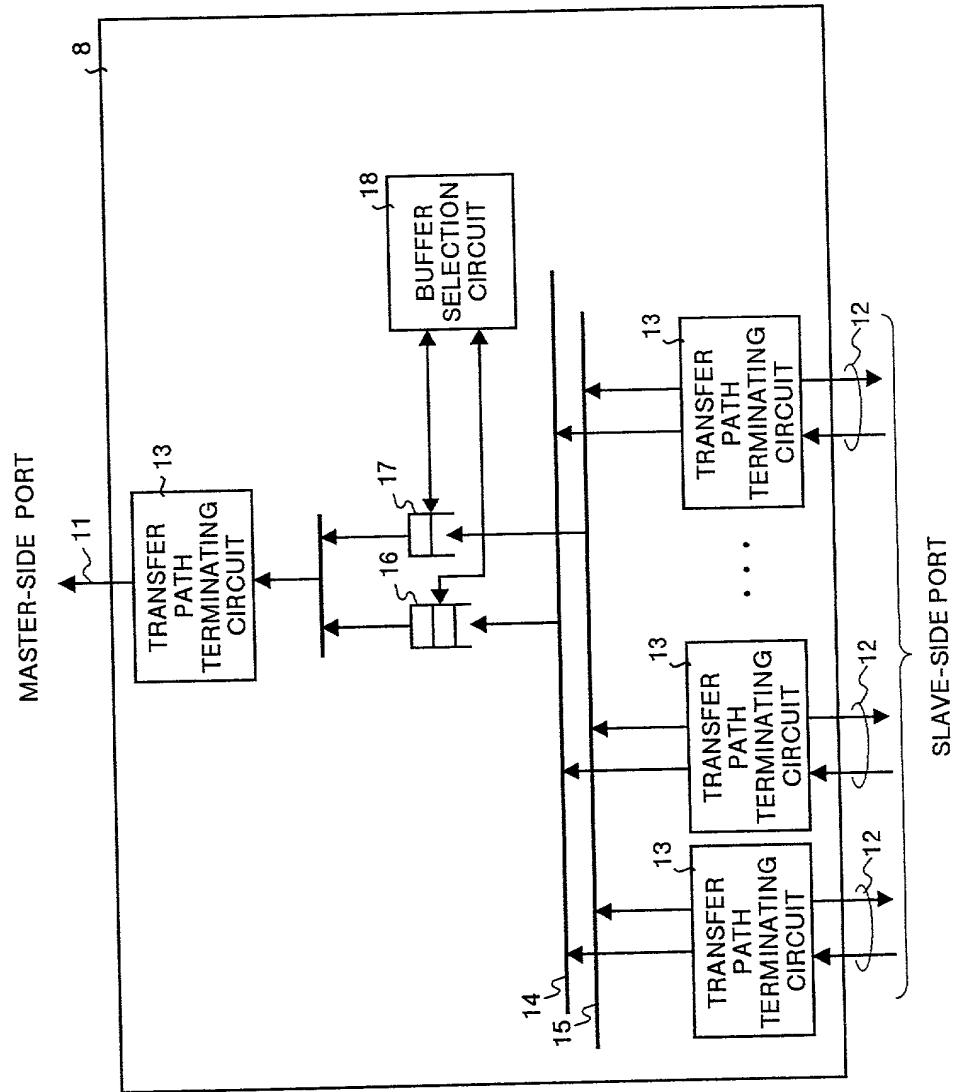 MASTER-SIDE PORT
11
8
13
TRANSFER
PATH
TERMINATING
CIRCUIT
16
17
18
BUFFER
SELECTION
CIRCUIT
14
15
13
TRANSFER
PATH
TERMINATING
CIRCUIT
12
13
TRANSFER
PATH
TERMINATING
CIRCUIT
12
. . .
13
TRANSFER
PATH
TERMINATING
CIRCUIT
12
SLAVE-SIDE PORT